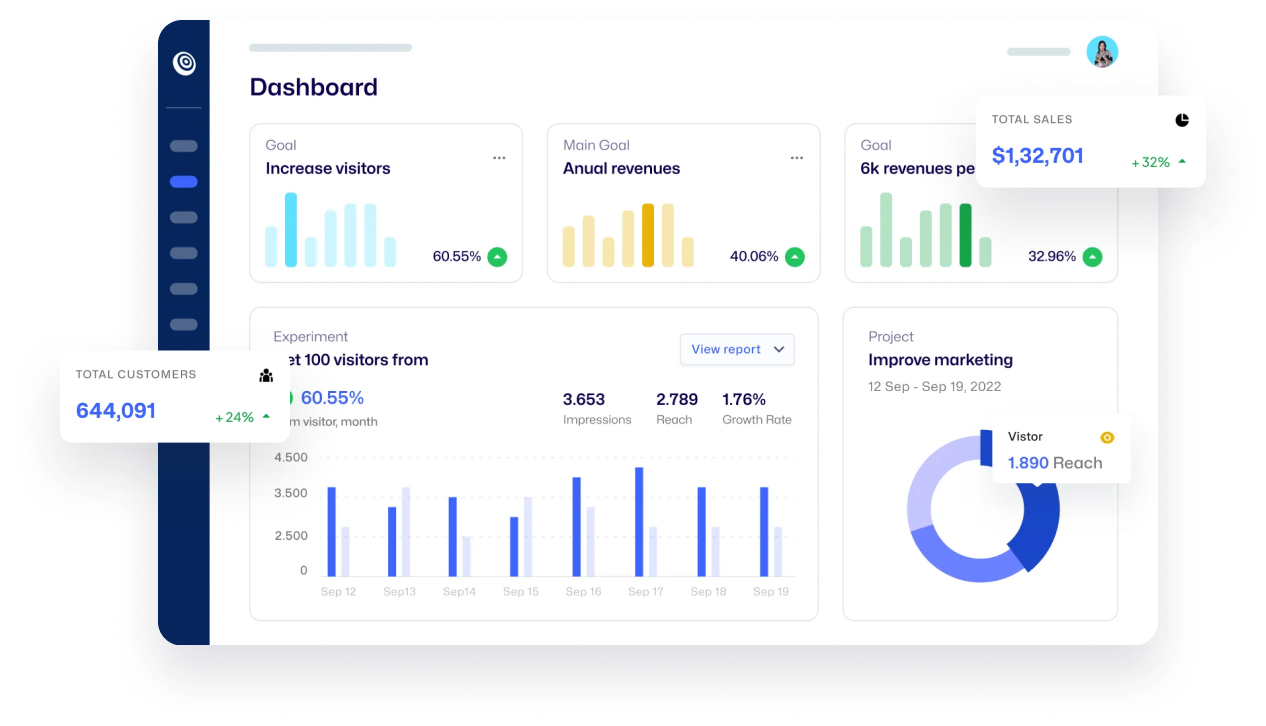 Dashboard
Goal
Increase visitors
60.55%
Main Goal
Anual revenues
40.06%
Goal
6k revenues
32.96%
TOTAL SALES
$1,32,701
+32%
TOTAL CUSTOMERS
644,091
+24%
Experiment
100 visitors from
60.55%
visitor, month
View report
3.653
Impressions
2.789
Reach
1.76%
Growth Rate
4.500
3.500
2.500
0
Sep 12
Sep13
Sep14
Sep 15
Sep 16
Sep 17
Sep 18
Sep 19
Project
Improve marketing
12 Sep - Sep 19, 2022
Vistor
1.890 Reach